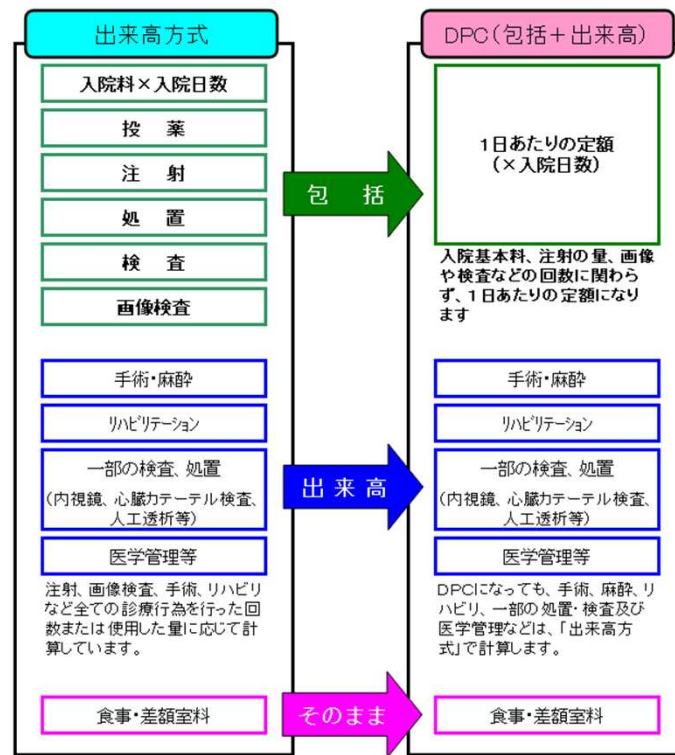 出来高方式
入院料×入院日数
投 薬
注 射
処 置
検 査
画像検査
手術・麻酔
リハビリテーション
一部の検査、処置
(内視鏡、心臓カテーテル検査、
人工透析等)
医学管理等
注射、画像検査、手術、リハビリ
など全ての診療行為を行った回
数または使用した量に応じて計
算しています。
食事・差額室料
包 括
出 来 高
そのまま
DPC(包括+出来高)
1日あたりの定額
(×入院日数)
入院基本料、注射の量、画像
や検査などの回数に関わら
ず、1日あたりの定額になり
ます
手術・麻酔
リハビリテーション
一部の検査、処置
(内視鏡、心臓カテーテル検査、
人工透析等)
医学管理等
DPCになっても、手術、麻酔、リ
ハビリ、一部の処置・検査及び
医学管理などは、「出来高方
式」で計算します。
食事・差額室料